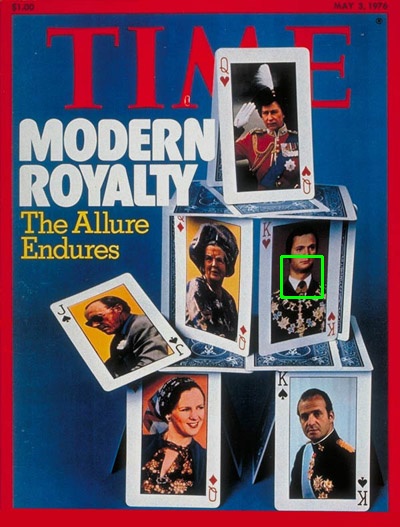 $1.00
MAY 3, 1976
TIME
®
MODERN
ROYALTY
The Allure
Endures
Q
Q
K
K
Q
Q
K
J
J
Q
Q
K
K